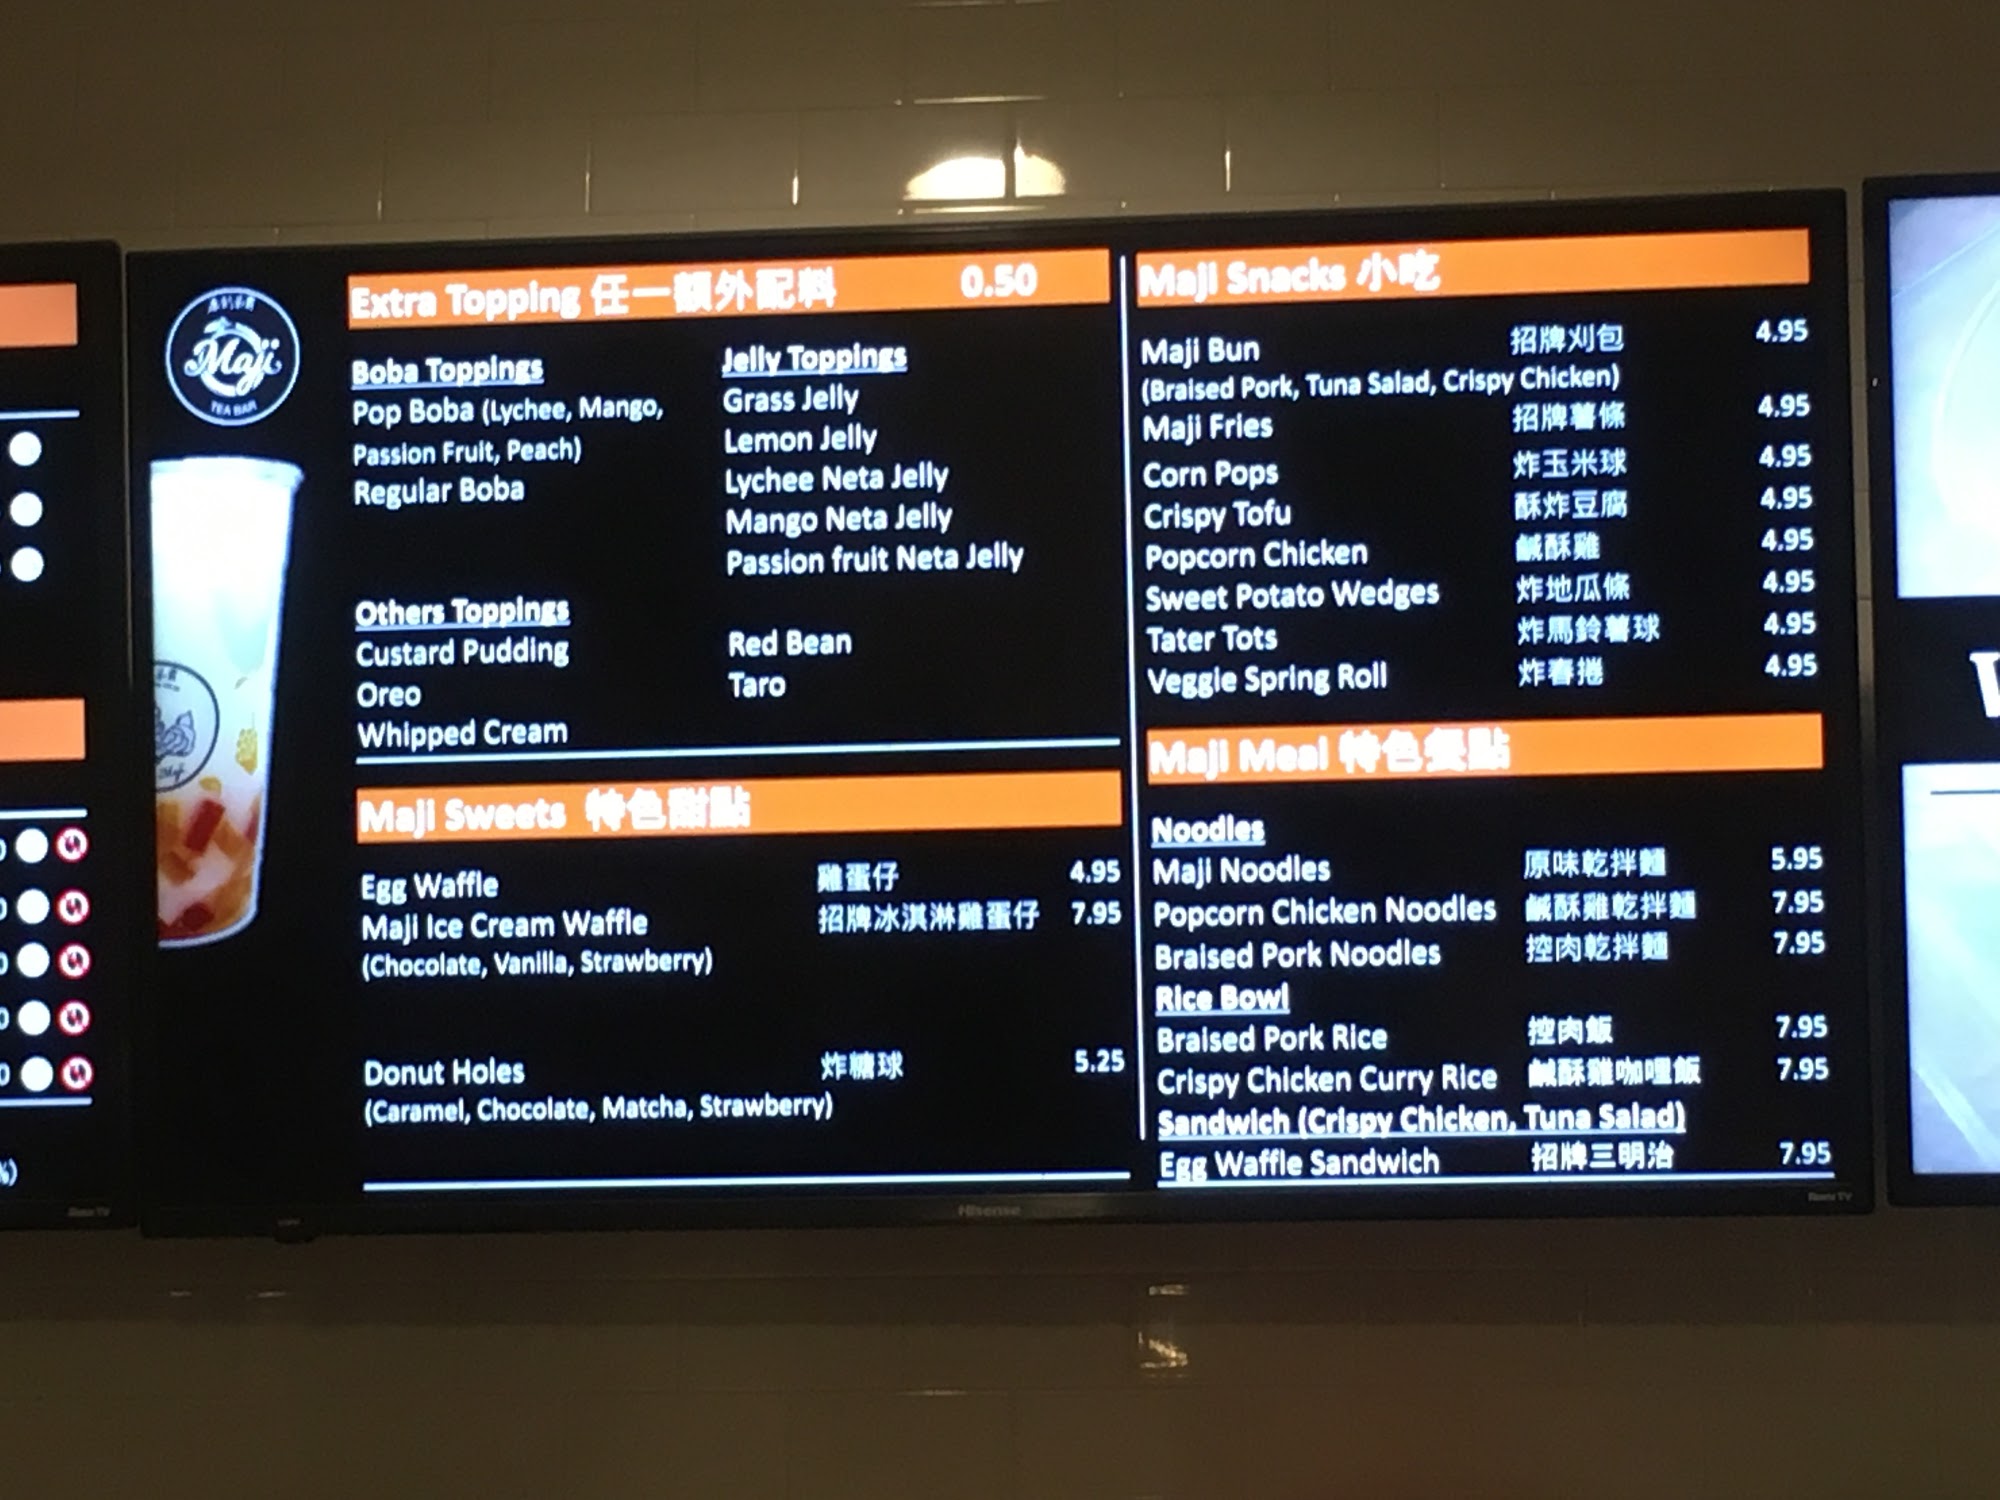 Maji
TEA BAR
Extra Topping 任一額外配料 0.50
Boba Toppings
Pop Boba (Lychee, Mango,
Passion Fruit, Peach)
Regular Boba
Jelly Toppings
Grass Jelly
Lemon Jelly
Lychee Neta Jelly
Mango Neta Jelly
Passion fruit Neta Jelly
Others Toppings
Custard Pudding
Oreo
Whipped Cream
Red Bean
Taro
Maji Sweets 特色甜點
Egg Waffle 雞蛋仔 4.95
Maji Ice Cream Waffle 招牌冰淇淋雞蛋仔 7.95
(Chocolate, Vanilla, Strawberry)
Donut Holes 炸糖球 5.25
(Caramel, Chocolate, Matcha, Strawberry)
Maji Snacks 小吃
Maji Bun 招牌刈包 4.95
(Braised Pork, Tuna Salad, Crispy Chicken)
Maji Fries 招牌薯條 4.95
Corn Pops 炸玉米球 4.95
Crispy Tofu 酥炸豆腐 4.95
Popcorn Chicken 鹹酥雞 4.95
Sweet Potato Wedges 炸地瓜條 4.95
Tater Tots 炸馬鈴薯球 4.95
Veggie Spring Roll 炸春捲 4.95
Maji Meal 特色餐點
Noodles
Maji Noodles 原味乾拌麵 5.95
Popcorn Chicken Noodles 鹹酥雞乾拌麵 7.95
Braised Pork Noodles 控肉乾拌麵 7.95
Rice Bowl
Braised Pork Rice 控肉飯 7.95
Crispy Chicken Curry Rice 鹹酥雞咖哩飯 7.95
Sandwich (Crispy Chicken, Tuna Salad)
Egg Waffle Sandwich 招牌三明治 7.95
Hisense
Roku TV
Roku TV